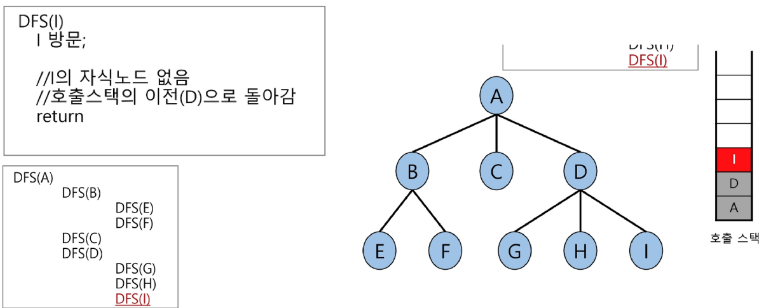 DFS(I)
I 방문;
//I의 자식노드 없음
//호출스택의 이전(D)으로 돌아감
return
DFS(A)
DFS(B)
DFS(E)
DFS(F)
DFS(C)
DFS(D)
DFS(G)
DFS(H)
DFS(I)
DFS(H)
DFS(I)
A
B
C
D
E
F
G
H
I
I
D
A
호출 스택